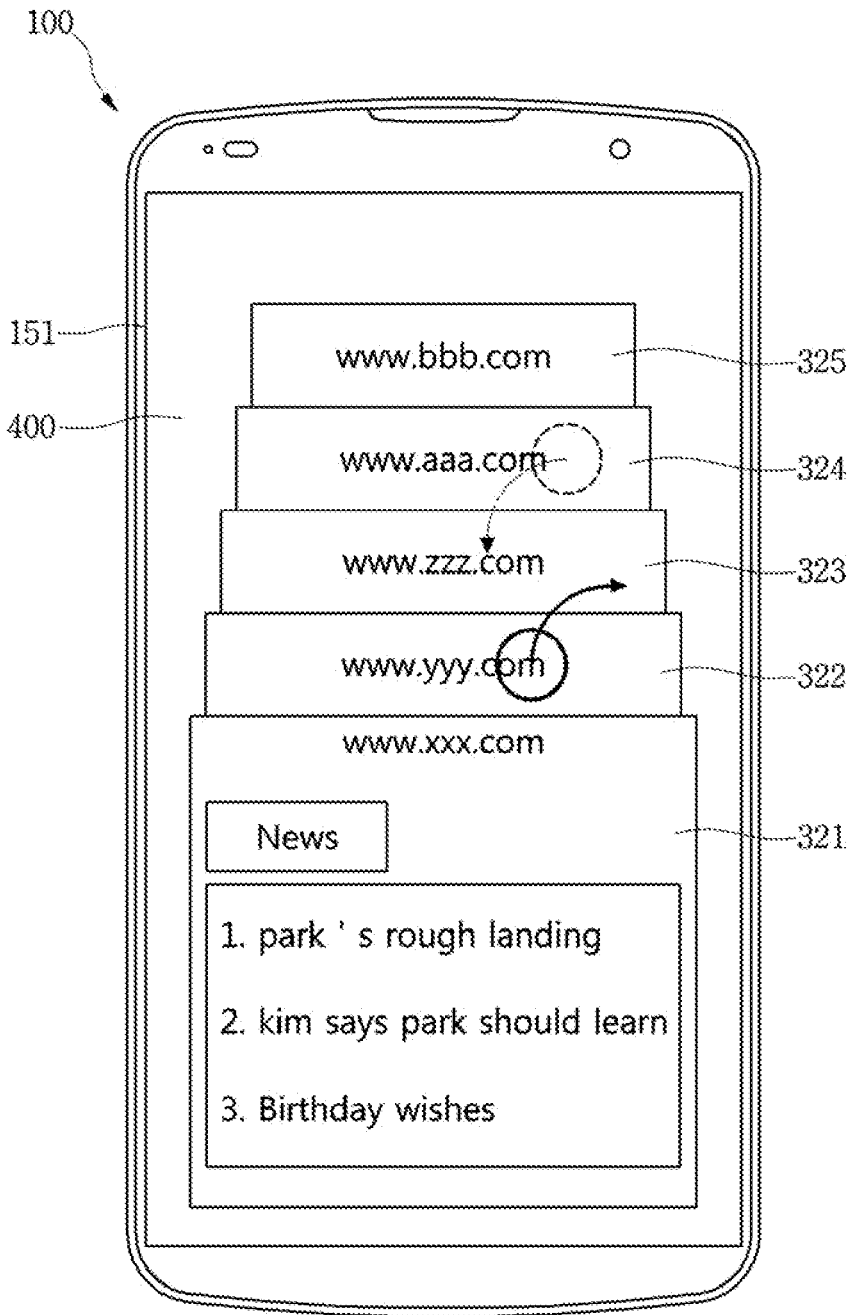 100
151
www.bbb.com
325
400
www.aaa.com
324
www.zzz.com
323
www.yyy.com
322
www.xxx.com
News
321
1. park ' s rough landing
2. kim says park should learn
3. Birthday wishes